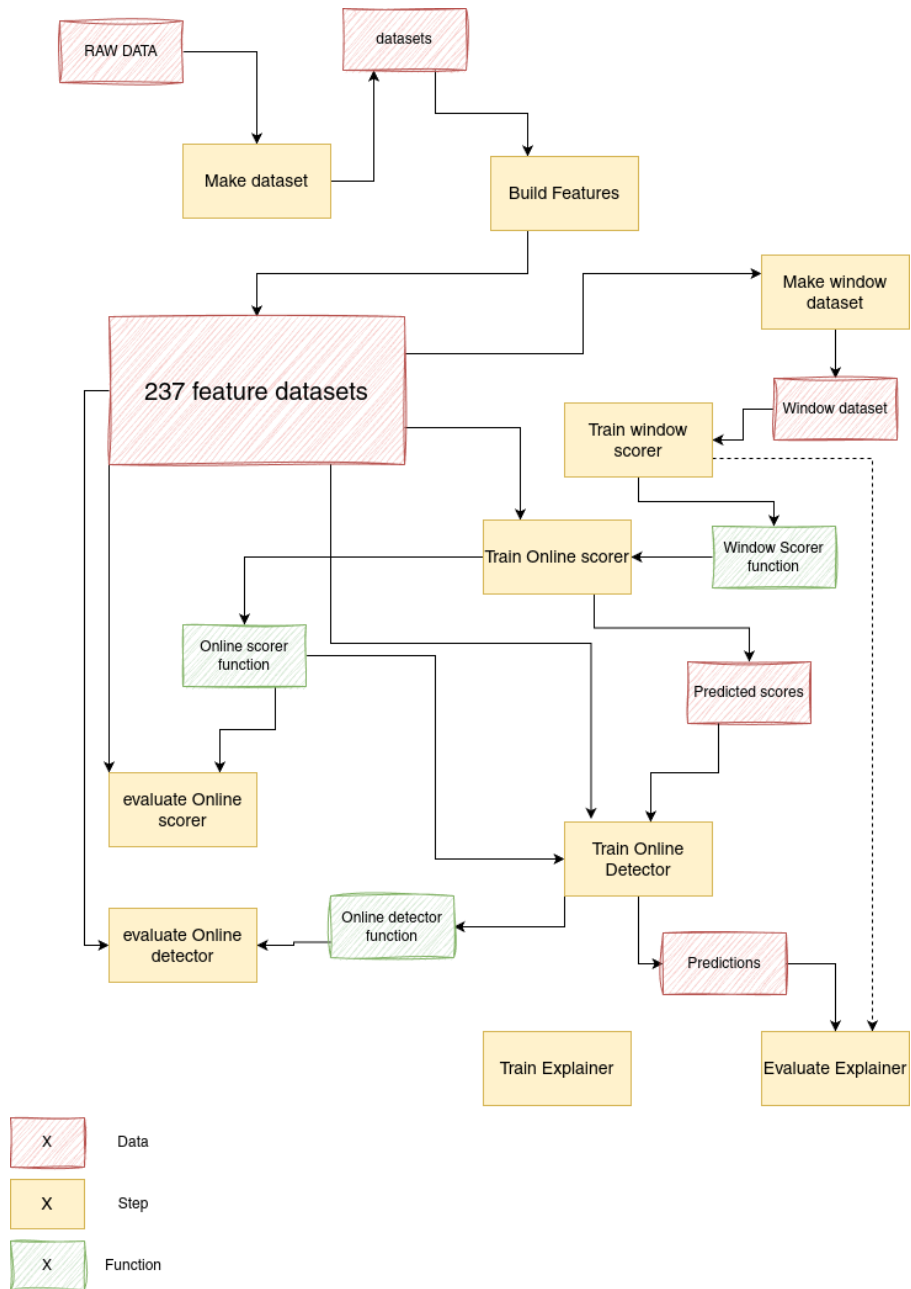 RAW DATA
datasets
Make dataset
Build Features
Make window
dataset
237 feature datasets
Window dataset
Train window
scorer
Train Online scorer
Window Scorer
function
Online scorer
function
Predicted scores
evaluate Online
scorer
Train Online
Detector
Online detector
function
evaluate Online
detector
Predictions
Train Explainer
Evaluate Explainer
X
Data
X
Step
X
Function